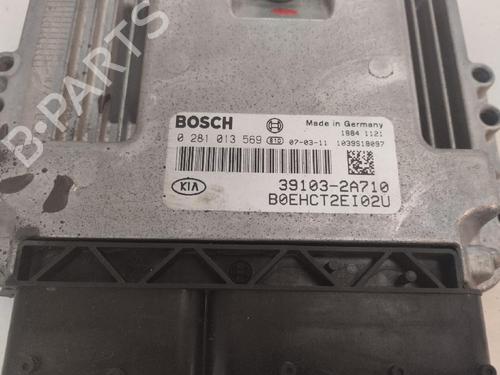 B-PARTS
BOSCH
Made in Germany
0 281 013 569
07-03-11
1884 1121
1039S18097
KIA
39103-2A710
B0EHCT2EI02U